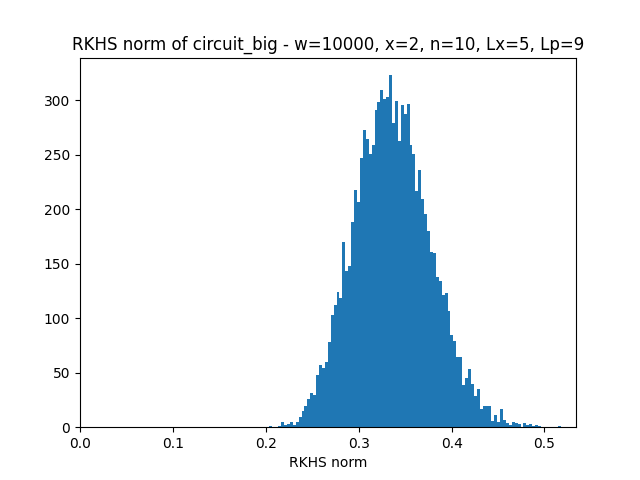 RKHS norm of circuit_big - w=10000, x=2, n=10, Lx=5, Lp=9
300
250
200
150
100
50
0
0.0 0.1 0.2 0.3 0.4 0.5
RKHS norm